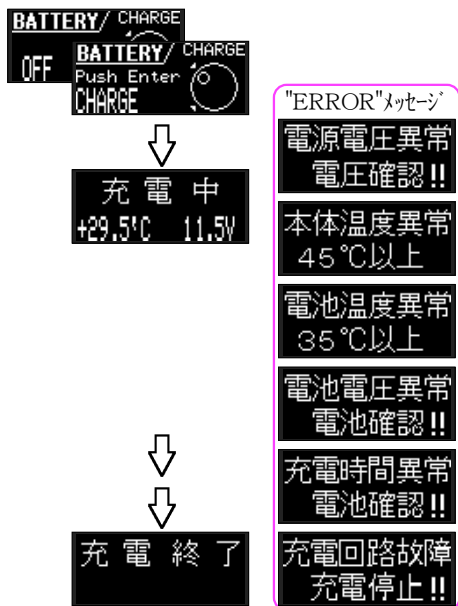 BATTERY/ CHARGE
OFF
BATTERY/ CHARGE
Push Enter
CHARGE
充電中
+29.5℃ 11.5V
充電終了
"ERROR"メッセージ
電源電圧異常
電圧確認!!
本体温度異常
45℃以上
電池温度異常
35℃以上
電池電圧異常
電池確認!!
充電時間異常
電池確認!!
充電回路故障
充電停止!!